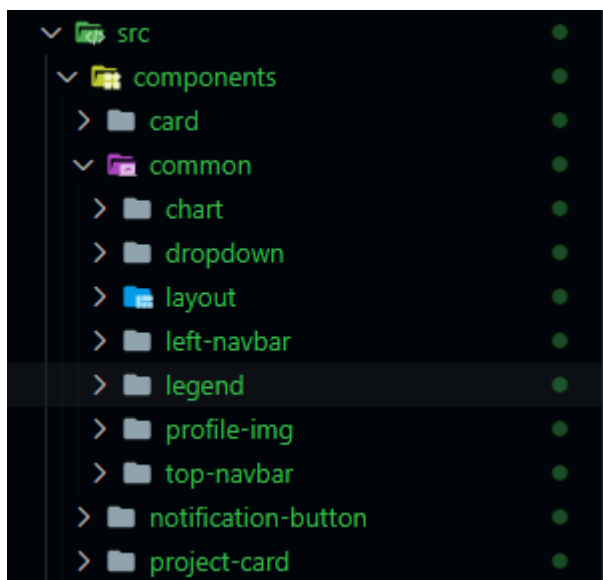 src
components
card
common
chart
dropdown
layout
left-navbar
legend
profile-img
top-navbar
notification-button
project-card